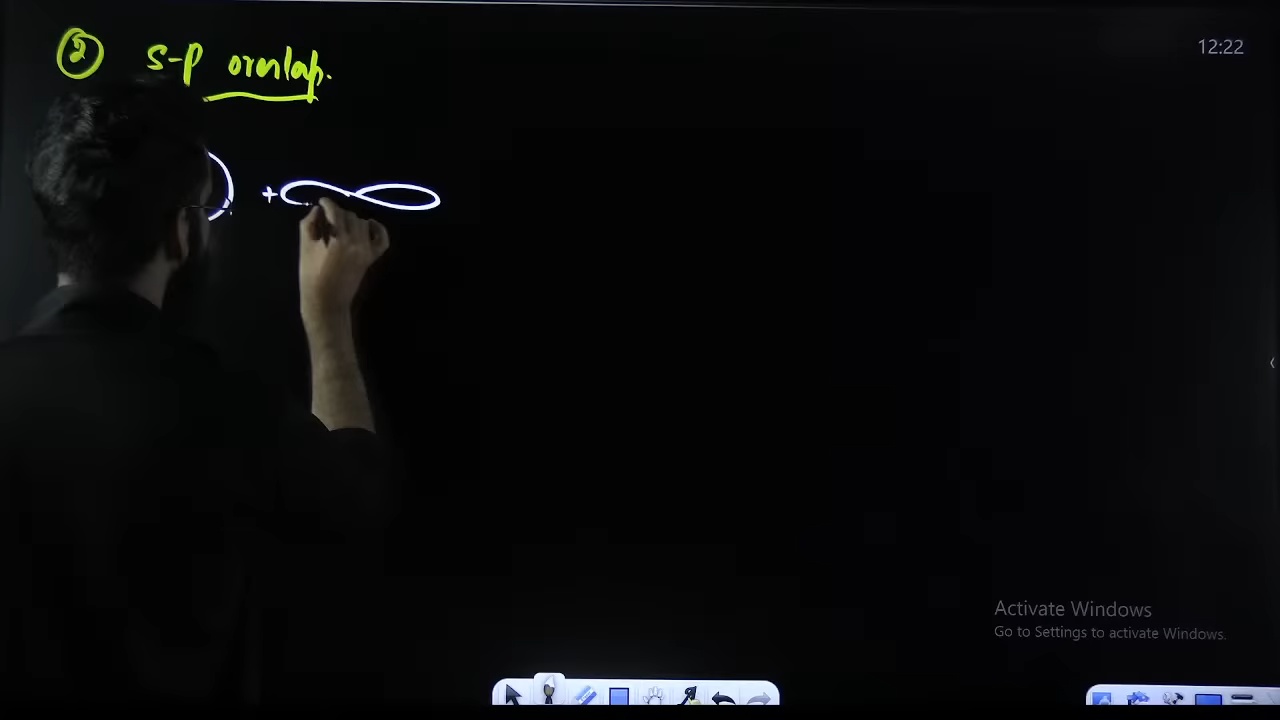 ② s-p overlap.
12:22
+
Activate Windows
Go to Settings to activate Windows.